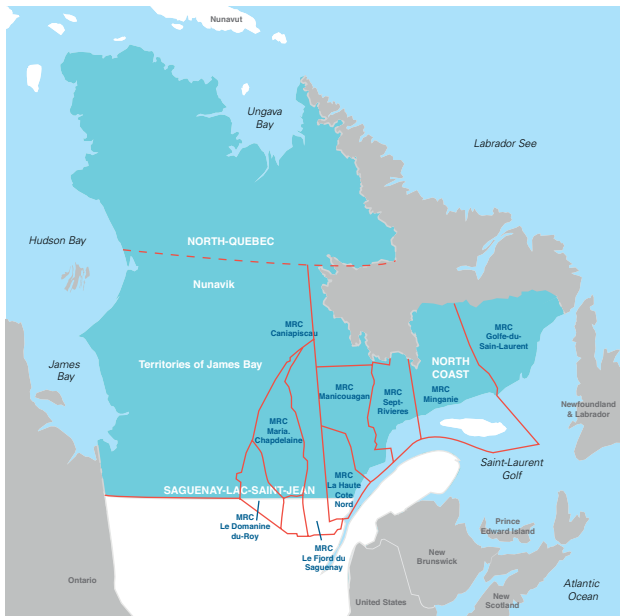 Nunavut
Ungava
Bay
Labrador See
Hudson Bay
NORTH-QUEBEC
Nunavik
MRC
Caniapiscau
MRC
Golfe-du-
Sain-Laurent
James
Bay
Territories of James Bay
NORTH
COAST
MRC
Manicouagan
MRC
Sept-
Rivieres
MRC
Minganie
Newfoundland
& Labrador
MRC
Maria.
Chapdelaine
Saint-Laurent
Golf
MRC
La Haute
Cote
Nord
SAGUENAY-LAC-SAINT-JEAN
MRC
Le Domanine
du-Roy
MRC
Le Fjord du
Saguenay
Prince
Edward Island
New
Brunswick
Ontario
United States
New
Scotland
Atlantic
Ocean